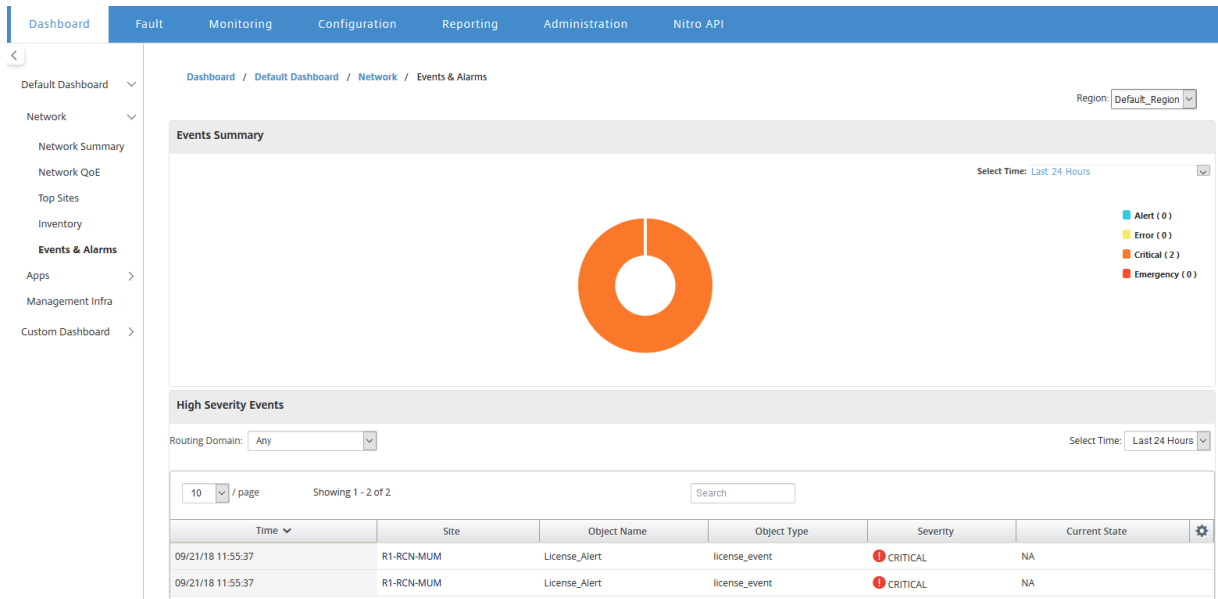 Dashboard Fault Monitoring Configuration Reporting Administration Nitro API
Default Dashboard
Network
Network Summary
Network QoE
Top Sites
Inventory
Events & Alarms
Apps
Management Infra
Custom Dashboard
Dashboard / Default Dashboard / Network / Events & Alarms
Region: Default_Region
Events Summary
Select Time: Last 24 Hours
Alert ( 0 )
Error ( 0 )
Critical ( 2 )
Emergency ( 0 )
High Severity Events
Routing Domain: Any Select Time: Last 24 Hours
10 / page Showing 1 - 2 of 2 Search
Time Site Object Name Object Type Severity Current State
09/21/18 11:55:37 R1-RCN-MUM License_Alert license_event CRITICAL NA
09/21/18 11:55:37 R1-RCN-MUM License_Alert license_event CRITICAL NA